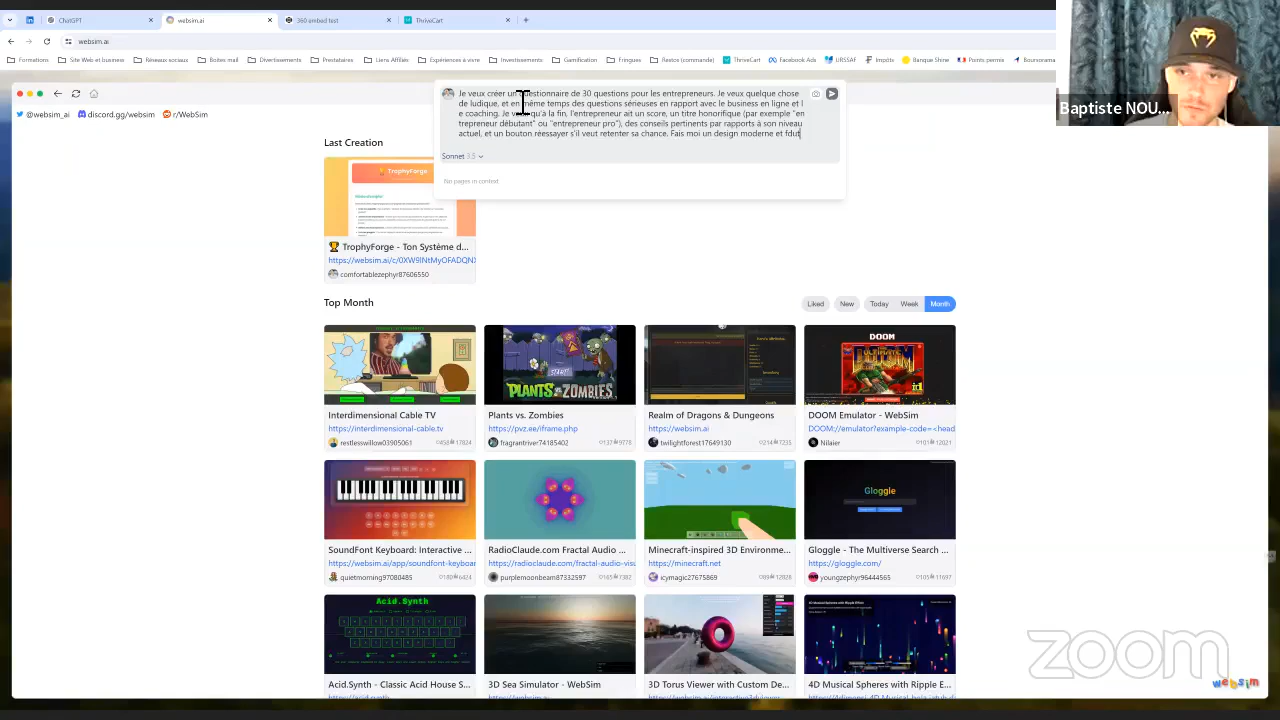 ChatGPT
websim.ai
360 embed test
ThriveCart
websim.ai
Formations
Site Web et business
Réseaux sociaux
Boites mail
Divertissements
Prestataires
Liens Affiliés
Expériences à vivre
Investissements
Gamification
Fringues
Restos (commande)
ThriveCart
Facebook Ads
URSSAF
Impôts
Banque Shine
Points permis
Boursorama
@websim_ai
discord.gg/websim
r/WebSim
Je veux créer un questionnaire de 30 questions pour les entrepreneurs. Je veux quelque chose
de ludique, et en même temps des questions sérieuses en rapport avec le business en ligne et l
e coaching. Je veux qu'à la fin, l'entrepreneur ait un score, un titre honorifique (par exemple "en
trepreneur débutant" ou "entrepreneur pro"), des conseils pertinents par rapports à son niveau
actuel, et un bouton réessayer s'il veut retenter sa chance. Fais moi un design moderne et fdut
Sonnet 3.5
No pages in context
Baptiste NOU...
Last Creation
TrophyForge
TrophyForge - Ton Système d...
https://websim.ai/c/0XW9lNtMyOFADQNX
comfortablezephyr87606550
Top Month
Liked
New
Today
Week
Month
PLANTS vs. ZOMBIES
DOOM
Interdimensional Cable TV
Plants vs. Zombies
Realm of Dragons & Dungeons
DOOM Emulator - WebSim
https://interdimensional-cable.tv
https://pvz.ee/iframe.php
https://websim.ai
DOOM://emulator?example-code=<head
restlesswillow03905061
fragrantriver74185402
twilightforest17649130
Nilaier
Gloggle
SoundFont Keyboard: Interactive ...
RadioClaude.com Fractal Audio ...
Minecraft-inspired 3D Environme...
Gloggle - The Multiverse Search ...
https://websim.ai/app/soundfont-keyboar
https://radioclaude.com/fractal-audio-visu
https://minecraft.net
https://gloggle.com/
quietmorning97080485
purplemoonbeam87332597
icymagic27675869
youngzephyr96444565
Acid.Synth
Acid.Synth - Classic Acid House S...
3D Sea Simulator - WebSim
3D Torus Viewer with Custom De...
4D Musical Spheres with Ripple E...
zoom
websim